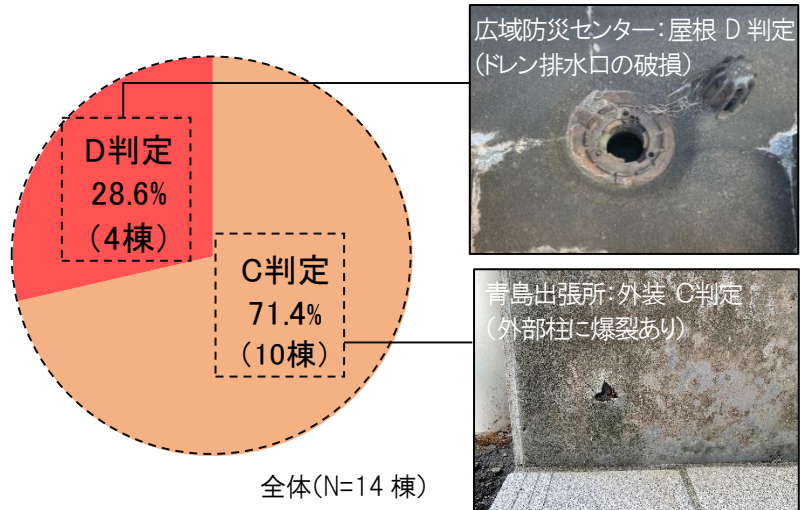 広域防災センター：屋根 D 判定
（ドレン排水口の破損）
D判定
28.6%
（4棟）
C判定
71.4%
（10棟）
青島出張所：外装 C判定
（外部柱に爆裂あり）
全体（N=14 棟）